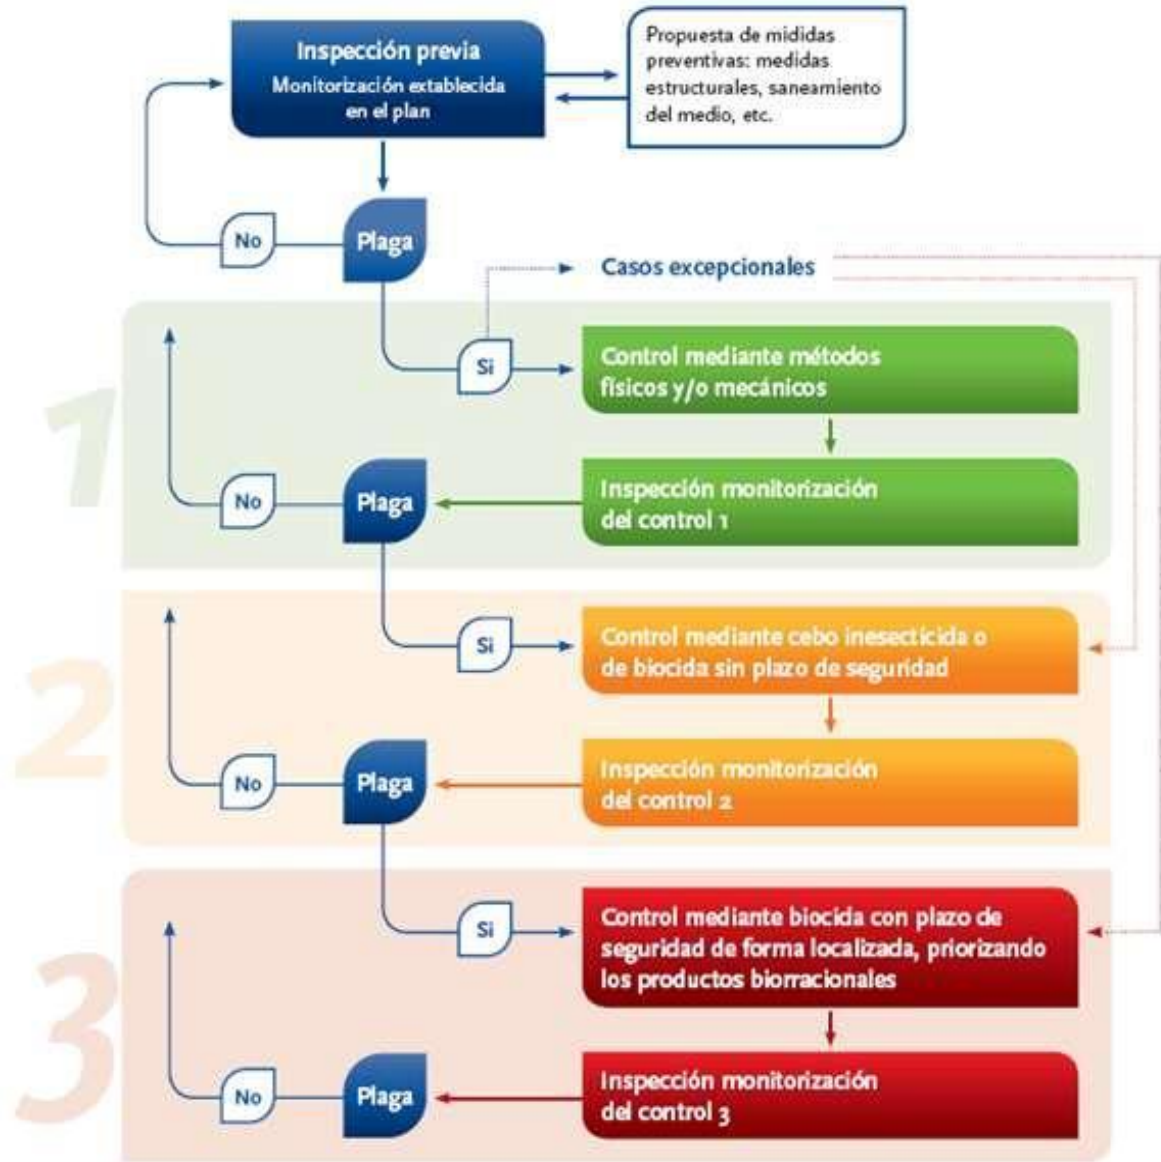 Inspección previa
Monitorización establecida
en el plan
Propuesta de mididas
preventivas: medidas
estructurales, saneamiento
del medio, etc.
No
Plaga
Casos excepcionales
1
Si
Control mediante métodos
físicos y/o mecánicos
No
Plaga
Inspección monitorización
del control 1
2
Si
Control mediante cebo inesecticida o
de biocida sin plazo de seguridad
No
Plaga
Inspección monitorización
del control 2
3
Si
Control mediante biocida con plazo de
seguridad de forma localizada, priorizando
los productos biorracionales
No
Plaga
Inspección monitorización
del control 3